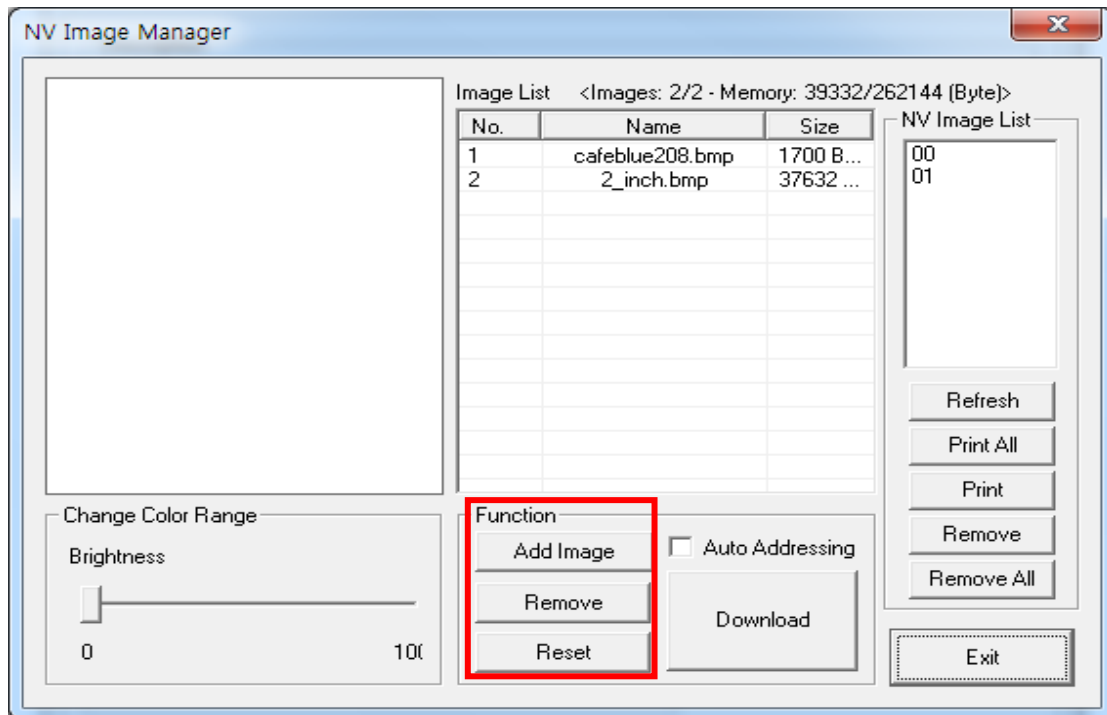 NV Image Manager
Image List <Images: 2/2 - Memory: 39332/262144 (Byte)>
No. Name Size
1 cafeblue208.bmp 1700 B...
2 2_inch.bmp 37632 ...
NV Image List
00
01
Refresh
Print All
Print
Remove
Remove All
Change Color Range
Brightness
0 100
Function
Add Image
Remove
Reset
Auto Addressing
Download
Exit